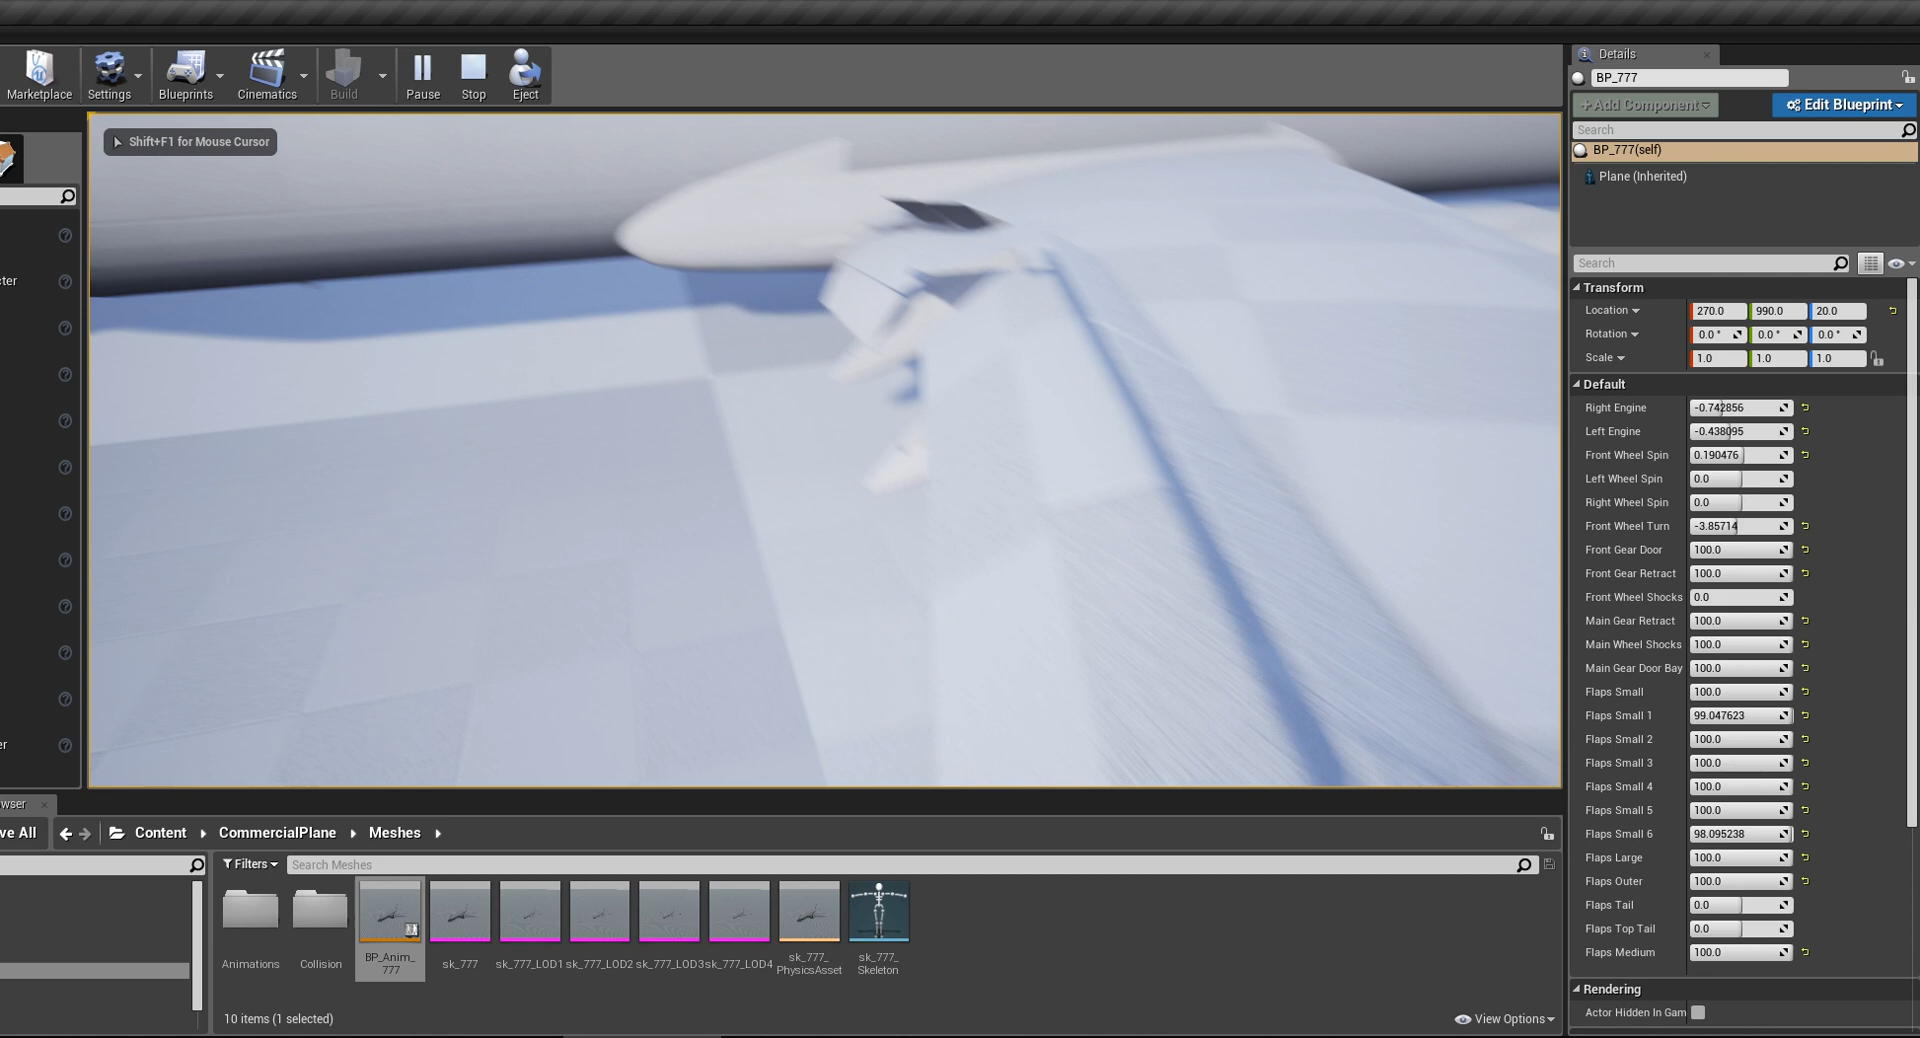 Marketplace
Settings
Blueprints
Cinematics
Build
Pause
Stop
Eject
Shift+F1 for Mouse Cursor
cter
er
Details
BP_777
+Add Component
Edit Blueprint
Search
BP_777(self)
Plane (Inherited)
Search
Transform
Location 270.0 990.0 20.0
Rotation 0.0 ° 0.0 ° 0.0 °
Scale 1.0 1.0 1.0
Default
Right Engine -0.742856
Left Engine -0.438095
Front Wheel Spin 0.190476
Left Wheel Spin 0.0
Right Wheel Spin 0.0
Front Wheel Turn -3.85714
Front Gear Door 100.0
Front Gear Retract 100.0
Front Wheel Shocks 0.0
Main Gear Retract 100.0
Main Wheel Shocks 100.0
Main Gear Door Bay 100.0
Flaps Small 100.0
Flaps Small 1 99.047623
Flaps Small 2 100.0
Flaps Small 3 100.0
Flaps Small 4 100.0
Flaps Small 5 100.0
Flaps Small 6 98.095238
Flaps Large 100.0
Flaps Outer 100.0
Flaps Tail 0.0
Flaps Top Tail 0.0
Flaps Medium 100.0
Rendering
Actor Hidden In Gam
wser
ve All
Content CommercialPlane Meshes
Filters
Search Meshes
Animations
Collision
BP_Anim_
777
sk_777
sk_777_LOD1
sk_777_LOD2
sk_777_LOD3
sk_777_LOD4
sk_777_
PhysicsAsset
sk_777_
Skeleton
10 items (1 selected)
View Options